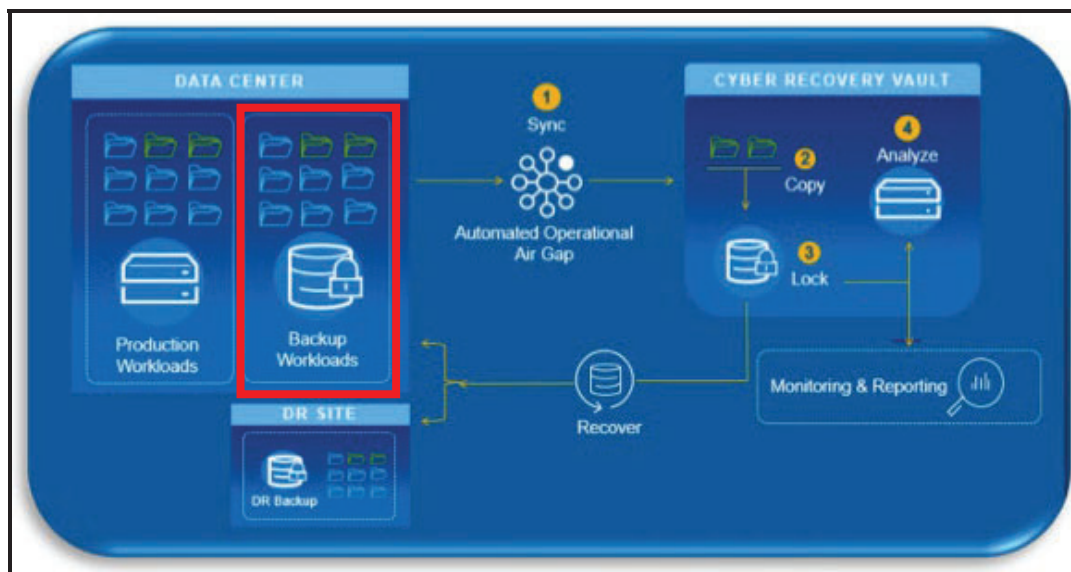 DATA CENTER
Production
Workloads
Backup
Workloads
DR SITE
DR Backup
1
Sync
Automated Operational
Air Gap
Recover
CYBER RECOVERY VAULT
2
Copy
3
Lock
4
Analyze
Monitoring & Reporting